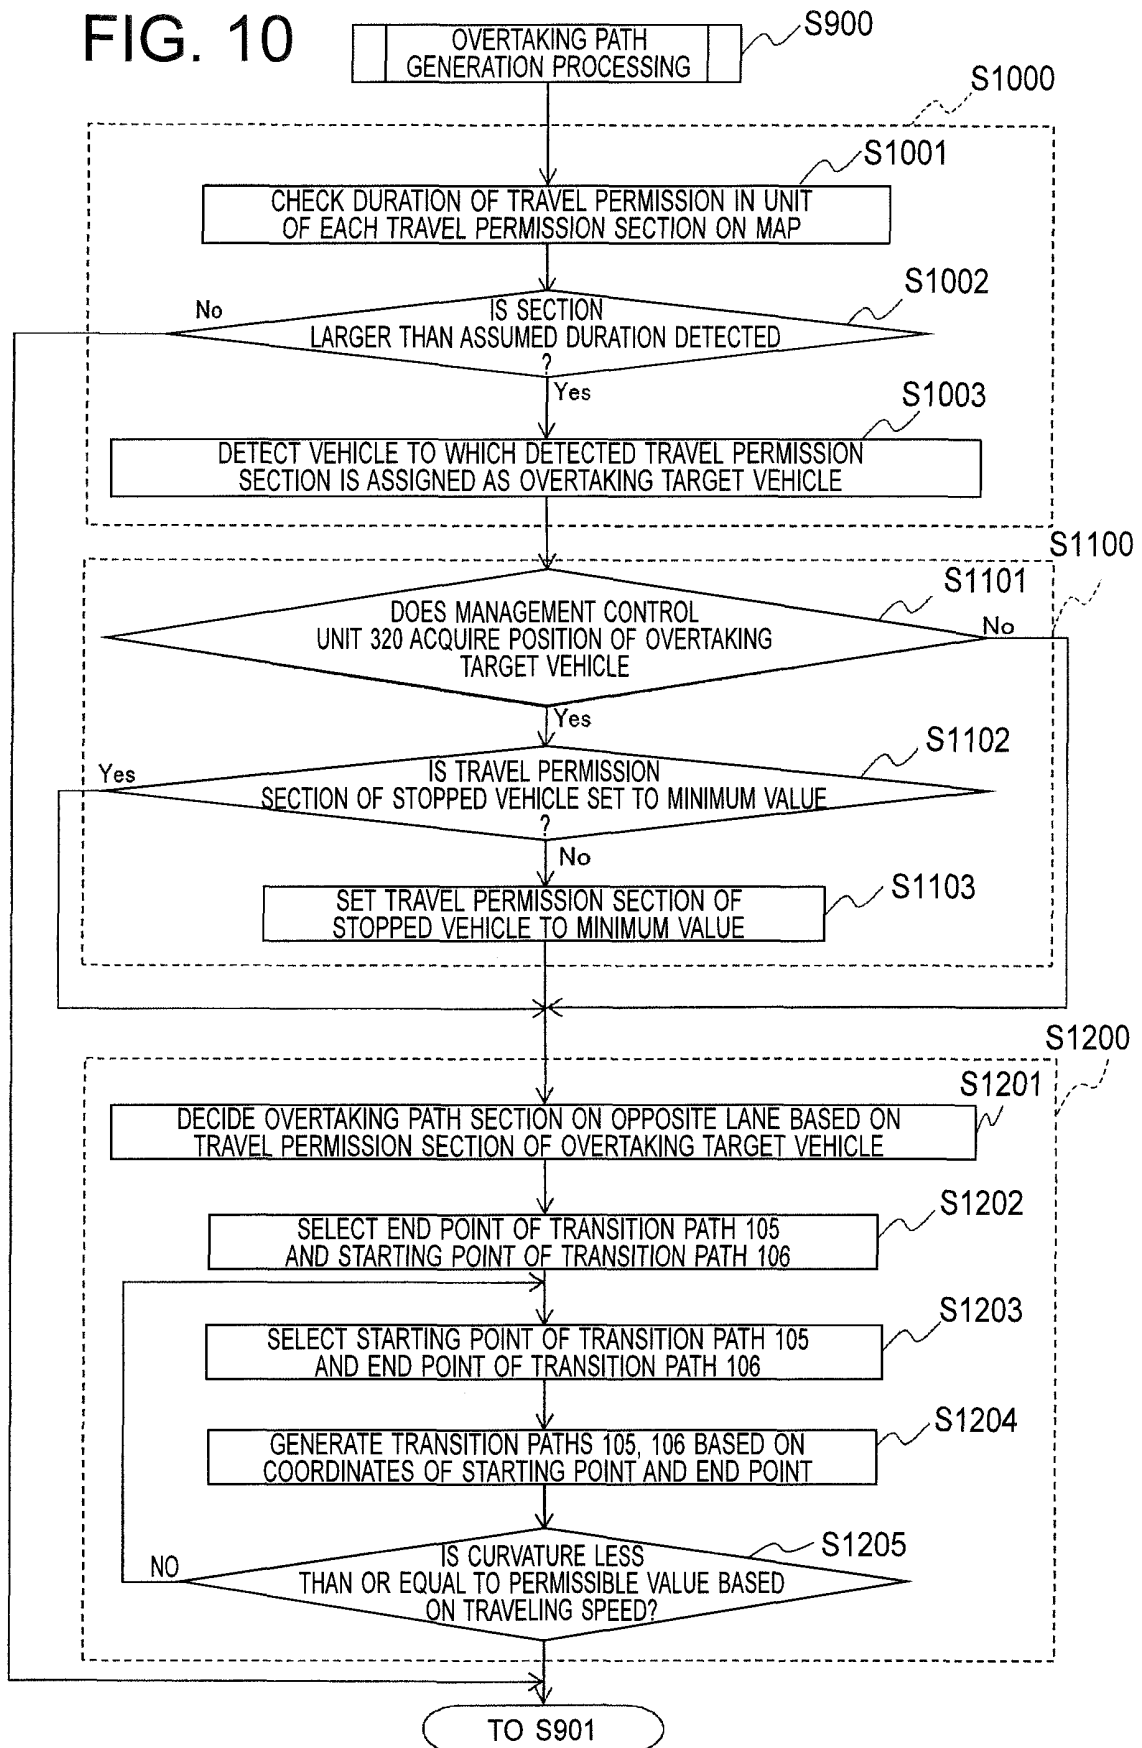 FIG. 10
OVERTAKING PATH
GENERATION PROCESSING
S900
S1000
S1001
CHECK DURATION OF TRAVEL PERMISSION IN UNIT
OF EACH TRAVEL PERMISSION SECTION ON MAP
S1002
No
IS SECTION
LARGER THAN ASSUMED DURATION DETECTED
?
Yes
S1003
DETECT VEHICLE TO WHICH DETECTED TRAVEL PERMISSION
SECTION IS ASSIGNED AS OVERTAKING TARGET VEHICLE
S1100
S1101
DOES MANAGEMENT CONTROL
UNIT 320 ACQUIRE POSITION OF OVERTAKING
TARGET VEHICLE
No
Yes
S1102
Yes
IS TRAVEL PERMISSION
SECTION OF STOPPED VEHICLE SET TO MINIMUM VALUE
?
No
S1103
SET TRAVEL PERMISSION SECTION OF
STOPPED VEHICLE TO MINIMUM VALUE
S1200
S1201
DECIDE OVERTAKING PATH SECTION ON OPPOSITE LANE BASED ON
TRAVEL PERMISSION SECTION OF OVERTAKING TARGET VEHICLE
S1202
SELECT END POINT OF TRANSITION PATH 105
AND STARTING POINT OF TRANSITION PATH 106
S1203
SELECT STARTING POINT OF TRANSITION PATH 105
AND END POINT OF TRANSITION PATH 106
S1204
GENERATE TRANSITION PATHS 105, 106 BASED ON
COORDINATES OF STARTING POINT AND END POINT
S1205
NO
IS CURVATURE LESS
THAN OR EQUAL TO PERMISSIBLE VALUE BASED
ON TRAVELING SPEED?
TO S901